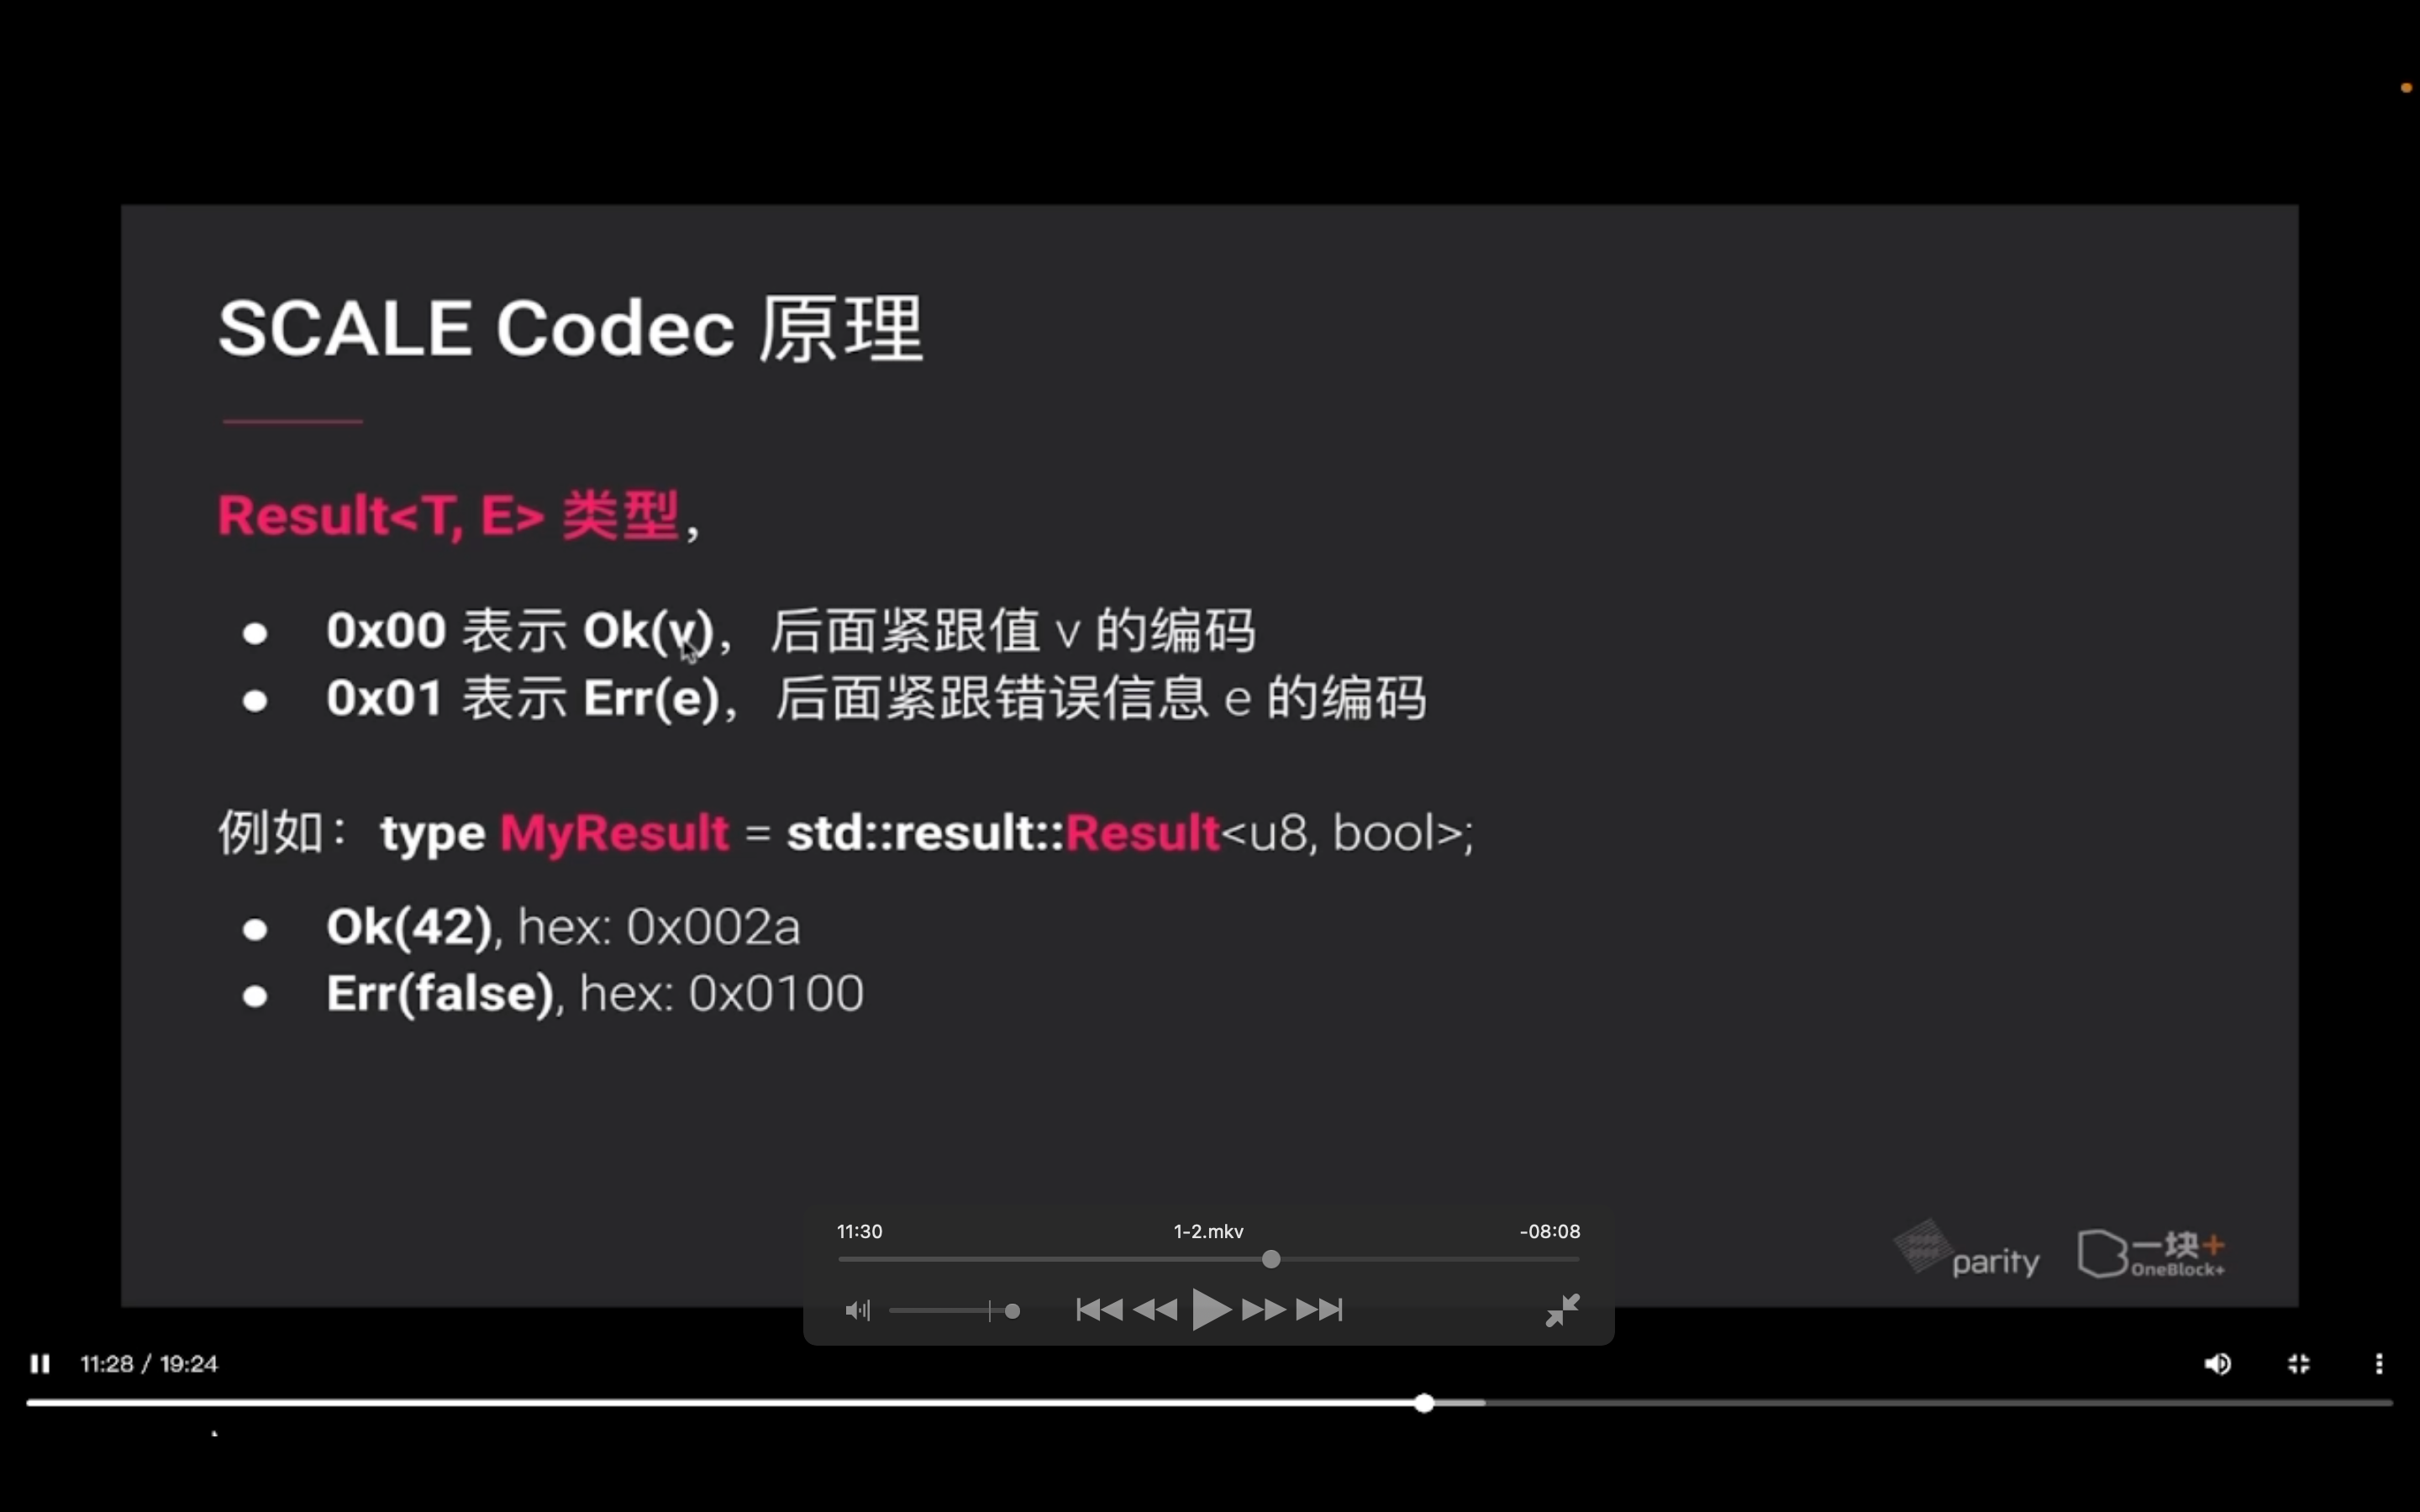 SCALE Codec 原理
Result<T, E> 类型，
● 0x00 表示 Ok(v)，后面紧跟值 v 的编码
● 0x01 表示 Err(e)，后面紧跟错误信息 e 的编码
例如：type MyResult = std::result::Result<u8, bool>;
● Ok(42), hex: 0x002a
● Err(false), hex: 0x0100
11:30 1-2.mkv -08:08
parity 一块+
OneBlock+
11:28 / 19:24